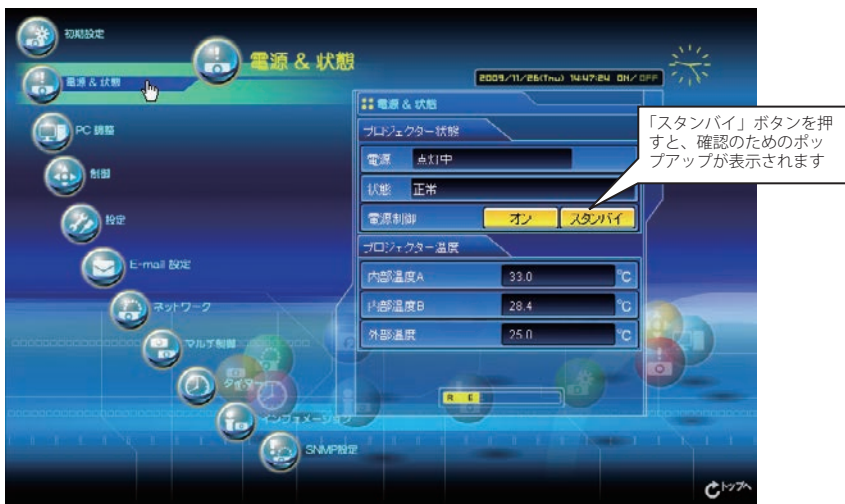 初期設定
電源 & 状態
電源 & 状態
2009/11/26(Thu) 14:47:24 ON/OFF
PC 調整
制御
設定
E-mail 設定
ネットワーク
マルチ制御
タイマー
インフォメーション
SNMP設定
電源 & 状態
プロジェクター状態
電源 点灯中
状態 正常
電源制御 オン スタンバイ
プロジェクター温度
内部温度A 33.0 °C
内部温度B 28.4 °C
外部温度 25.0 °C
R E
「スタンバイ」ボタンを押
すと、確認のためのポッ
プアップが表示されます
トップへ